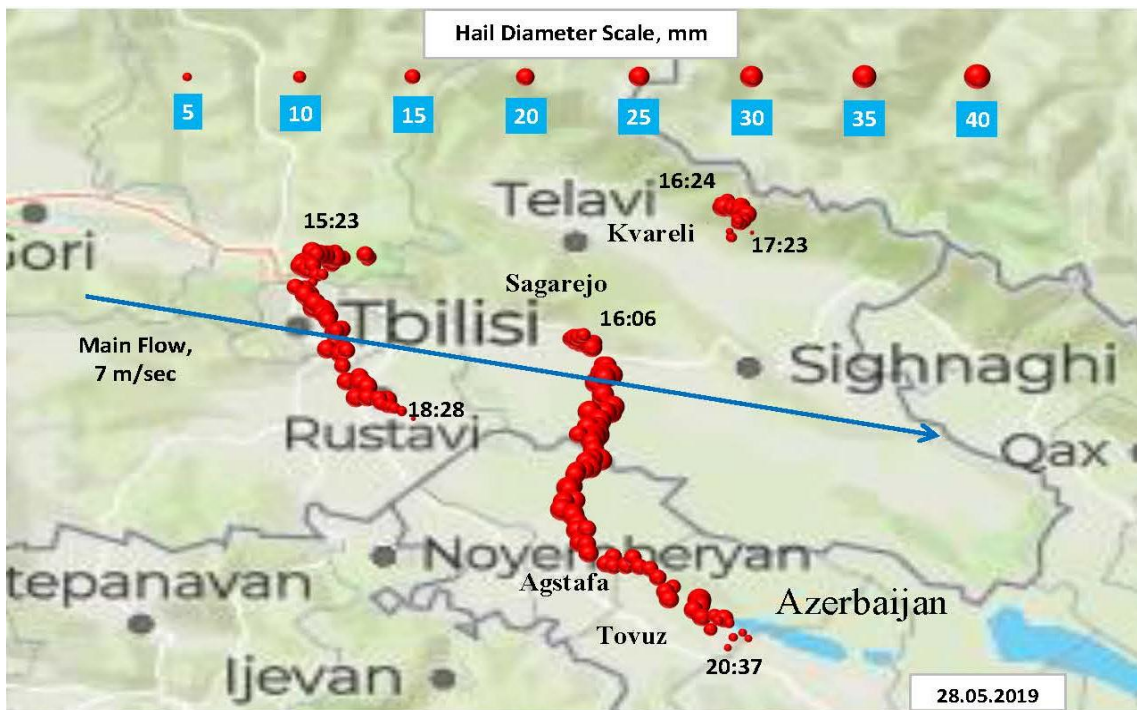 Hail Diameter Scale, mm
5 10 15 20 25 30 35 40
16:24
Telavi
Kvareli
17:23
15:23
Gori
Sagarejo
16:06
Tbilisi
Main Flow,
7 m/sec
Sighnaghi
18:28
Rustavi
Qax
Agstafa
tepanavan
Azerbaijan
Tovuz
20:37
Ijevan
28.05.2019